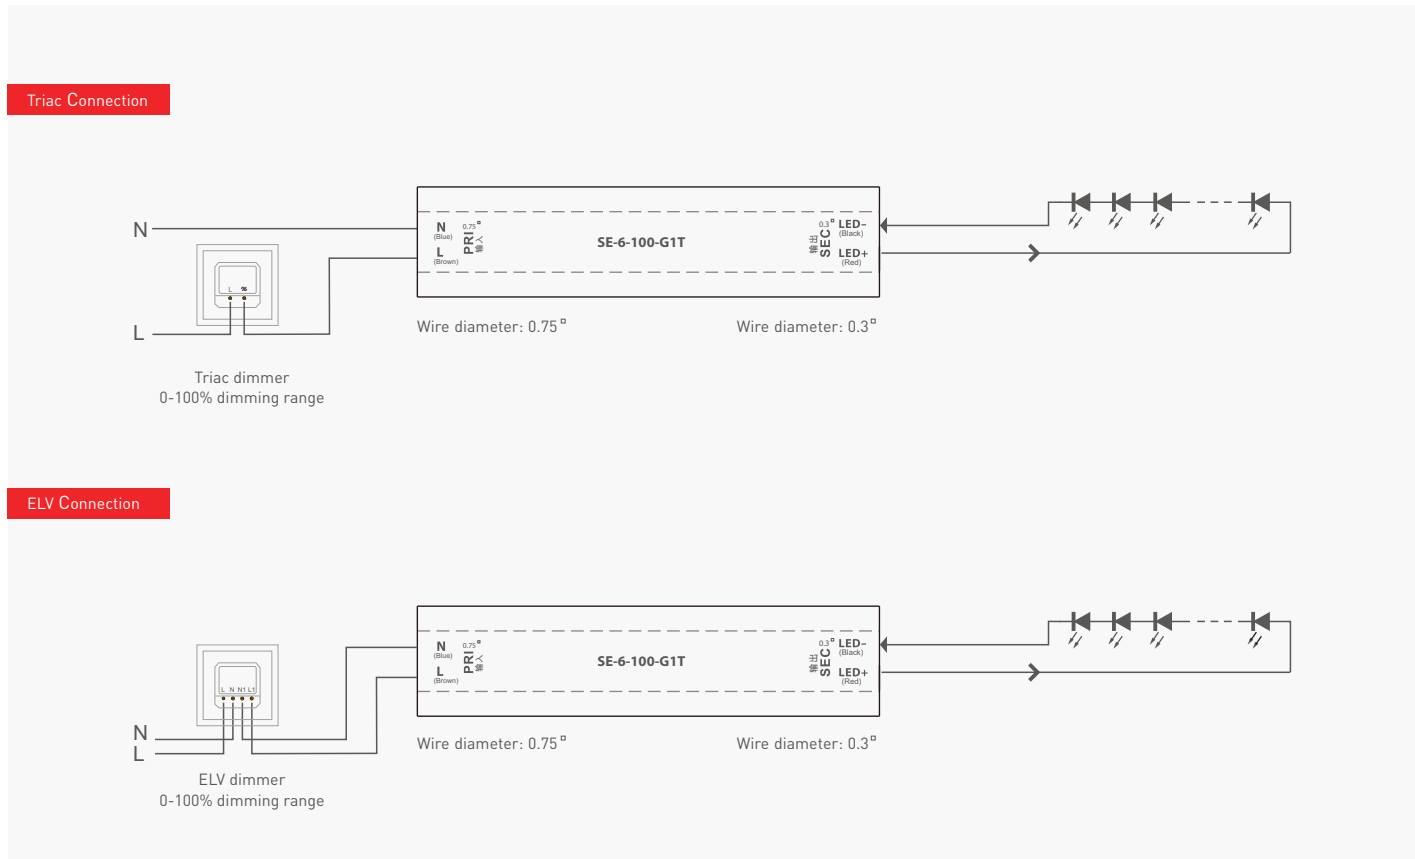 Triac Connection
N
L
L
Triac dimmer
0-100% dimming range
N
(Blue)
L
(Brown)
PRI
输入
0.75▫
SE-6-100-G1T
0.3▫
输出
SEC
LED-
(Black)
LED+
(Red)
Wire diameter: 0.75▫
Wire diameter: 0.3▫
ELV Connection
L N N1 L1
N
L
ELV dimmer
0-100% dimming range
N
(Blue)
L
(Brown)
PRI
输入
0.75▫
SE-6-100-G1T
0.3▫
输出
SEC
LED-
(Black)
LED+
(Red)
Wire diameter: 0.75▫
Wire diameter: 0.3▫